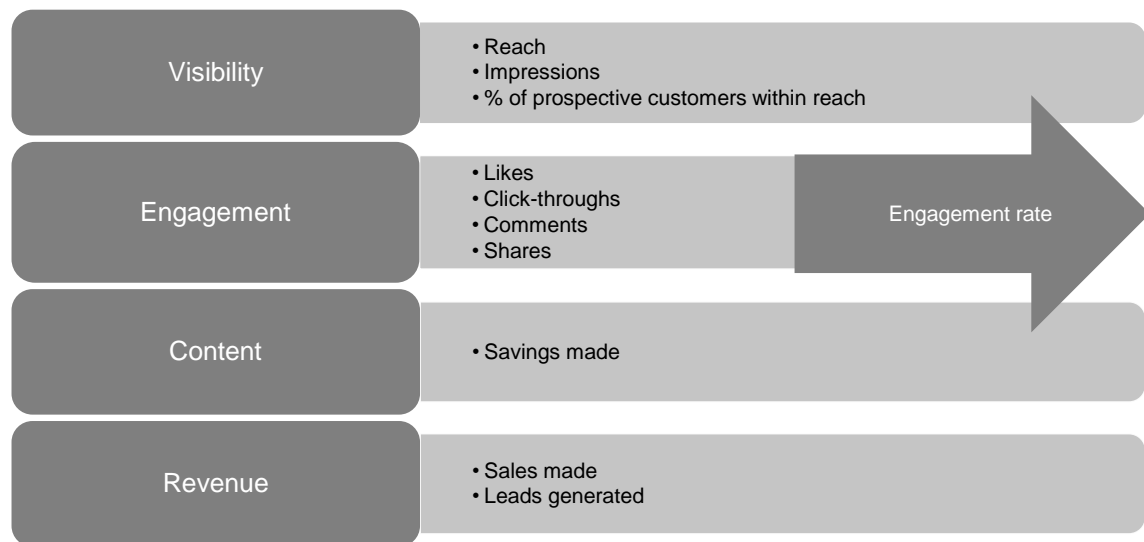 Visibility
• Reach
• Impressions
• % of prospective customers within reach
Engagement
• Likes
• Click-throughs
• Comments
• Shares
Engagement rate
Content
• Savings made
Revenue
• Sales made
• Leads generated